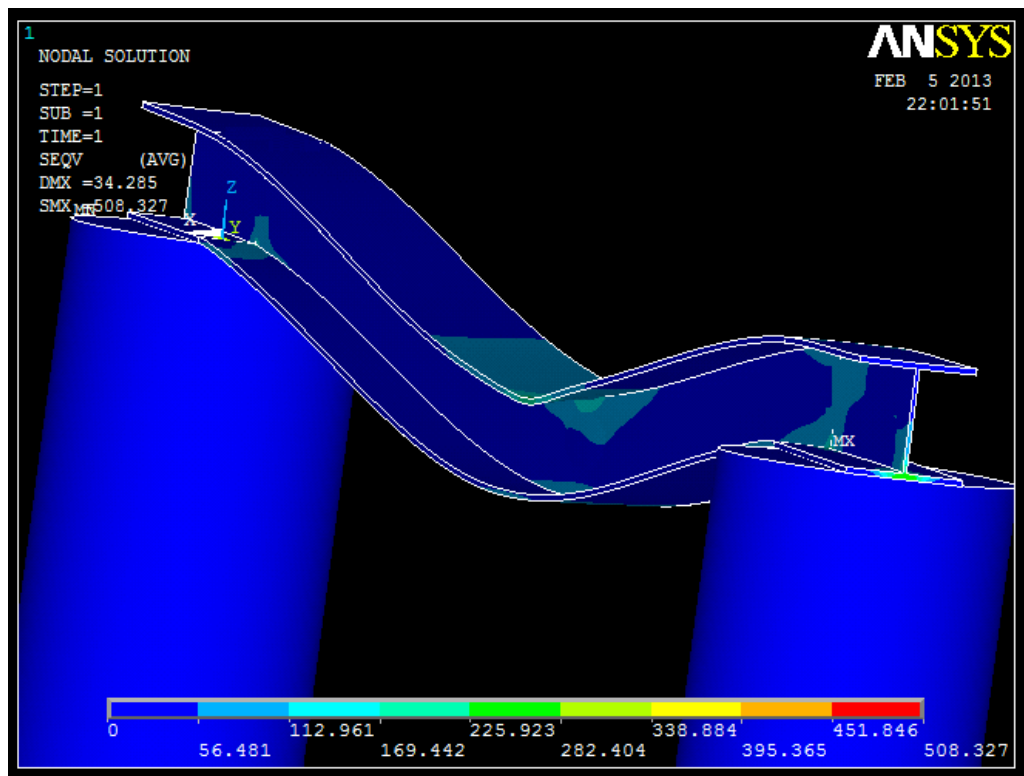 1
ANSYS
NODAL SOLUTION
FEB 5 2013
22:01:51
STEP=1
SUB =1
TIME=1
SEQV (AVG)
DMX =34.285
SMX =508.327
MN
Z
X
Y
MX
0
56.481
112.961
169.442
225.923
282.404
338.884
395.365
451.846
508.327